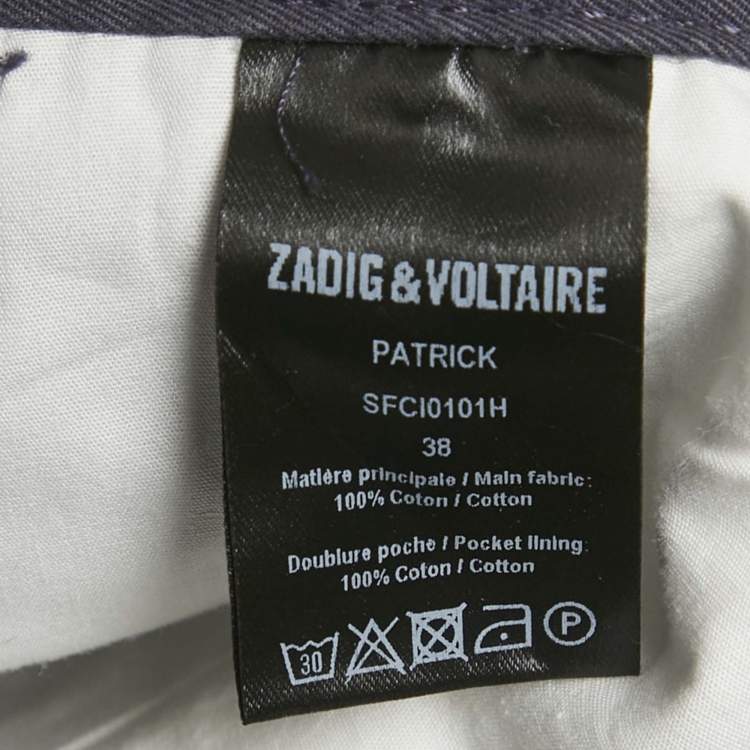 ZADIG & VOLTAIRE
PATRICK
SFCI0101H
38
Matière principale / Main fabric:
100% Coton / Cotton
Doublure poche / Pocket lining:
100% Coton / Cotton
30 P